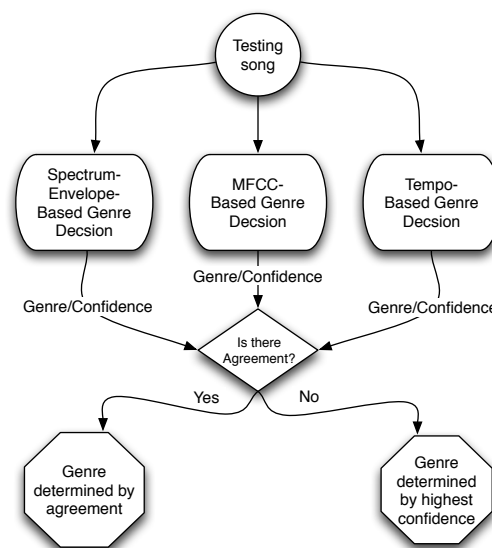 Testing
song
Spectrum-
Envelope-
Based Genre
Decsion
MFCC-
Based Genre
Decsion
Tempo-
Based Genre
Decsion
Genre/Confidence
Genre/Confidence
Genre/Confidence
Is there
Agreement?
Yes
No
Genre
determined by
agreement
Genre
determined
by highest
confidence